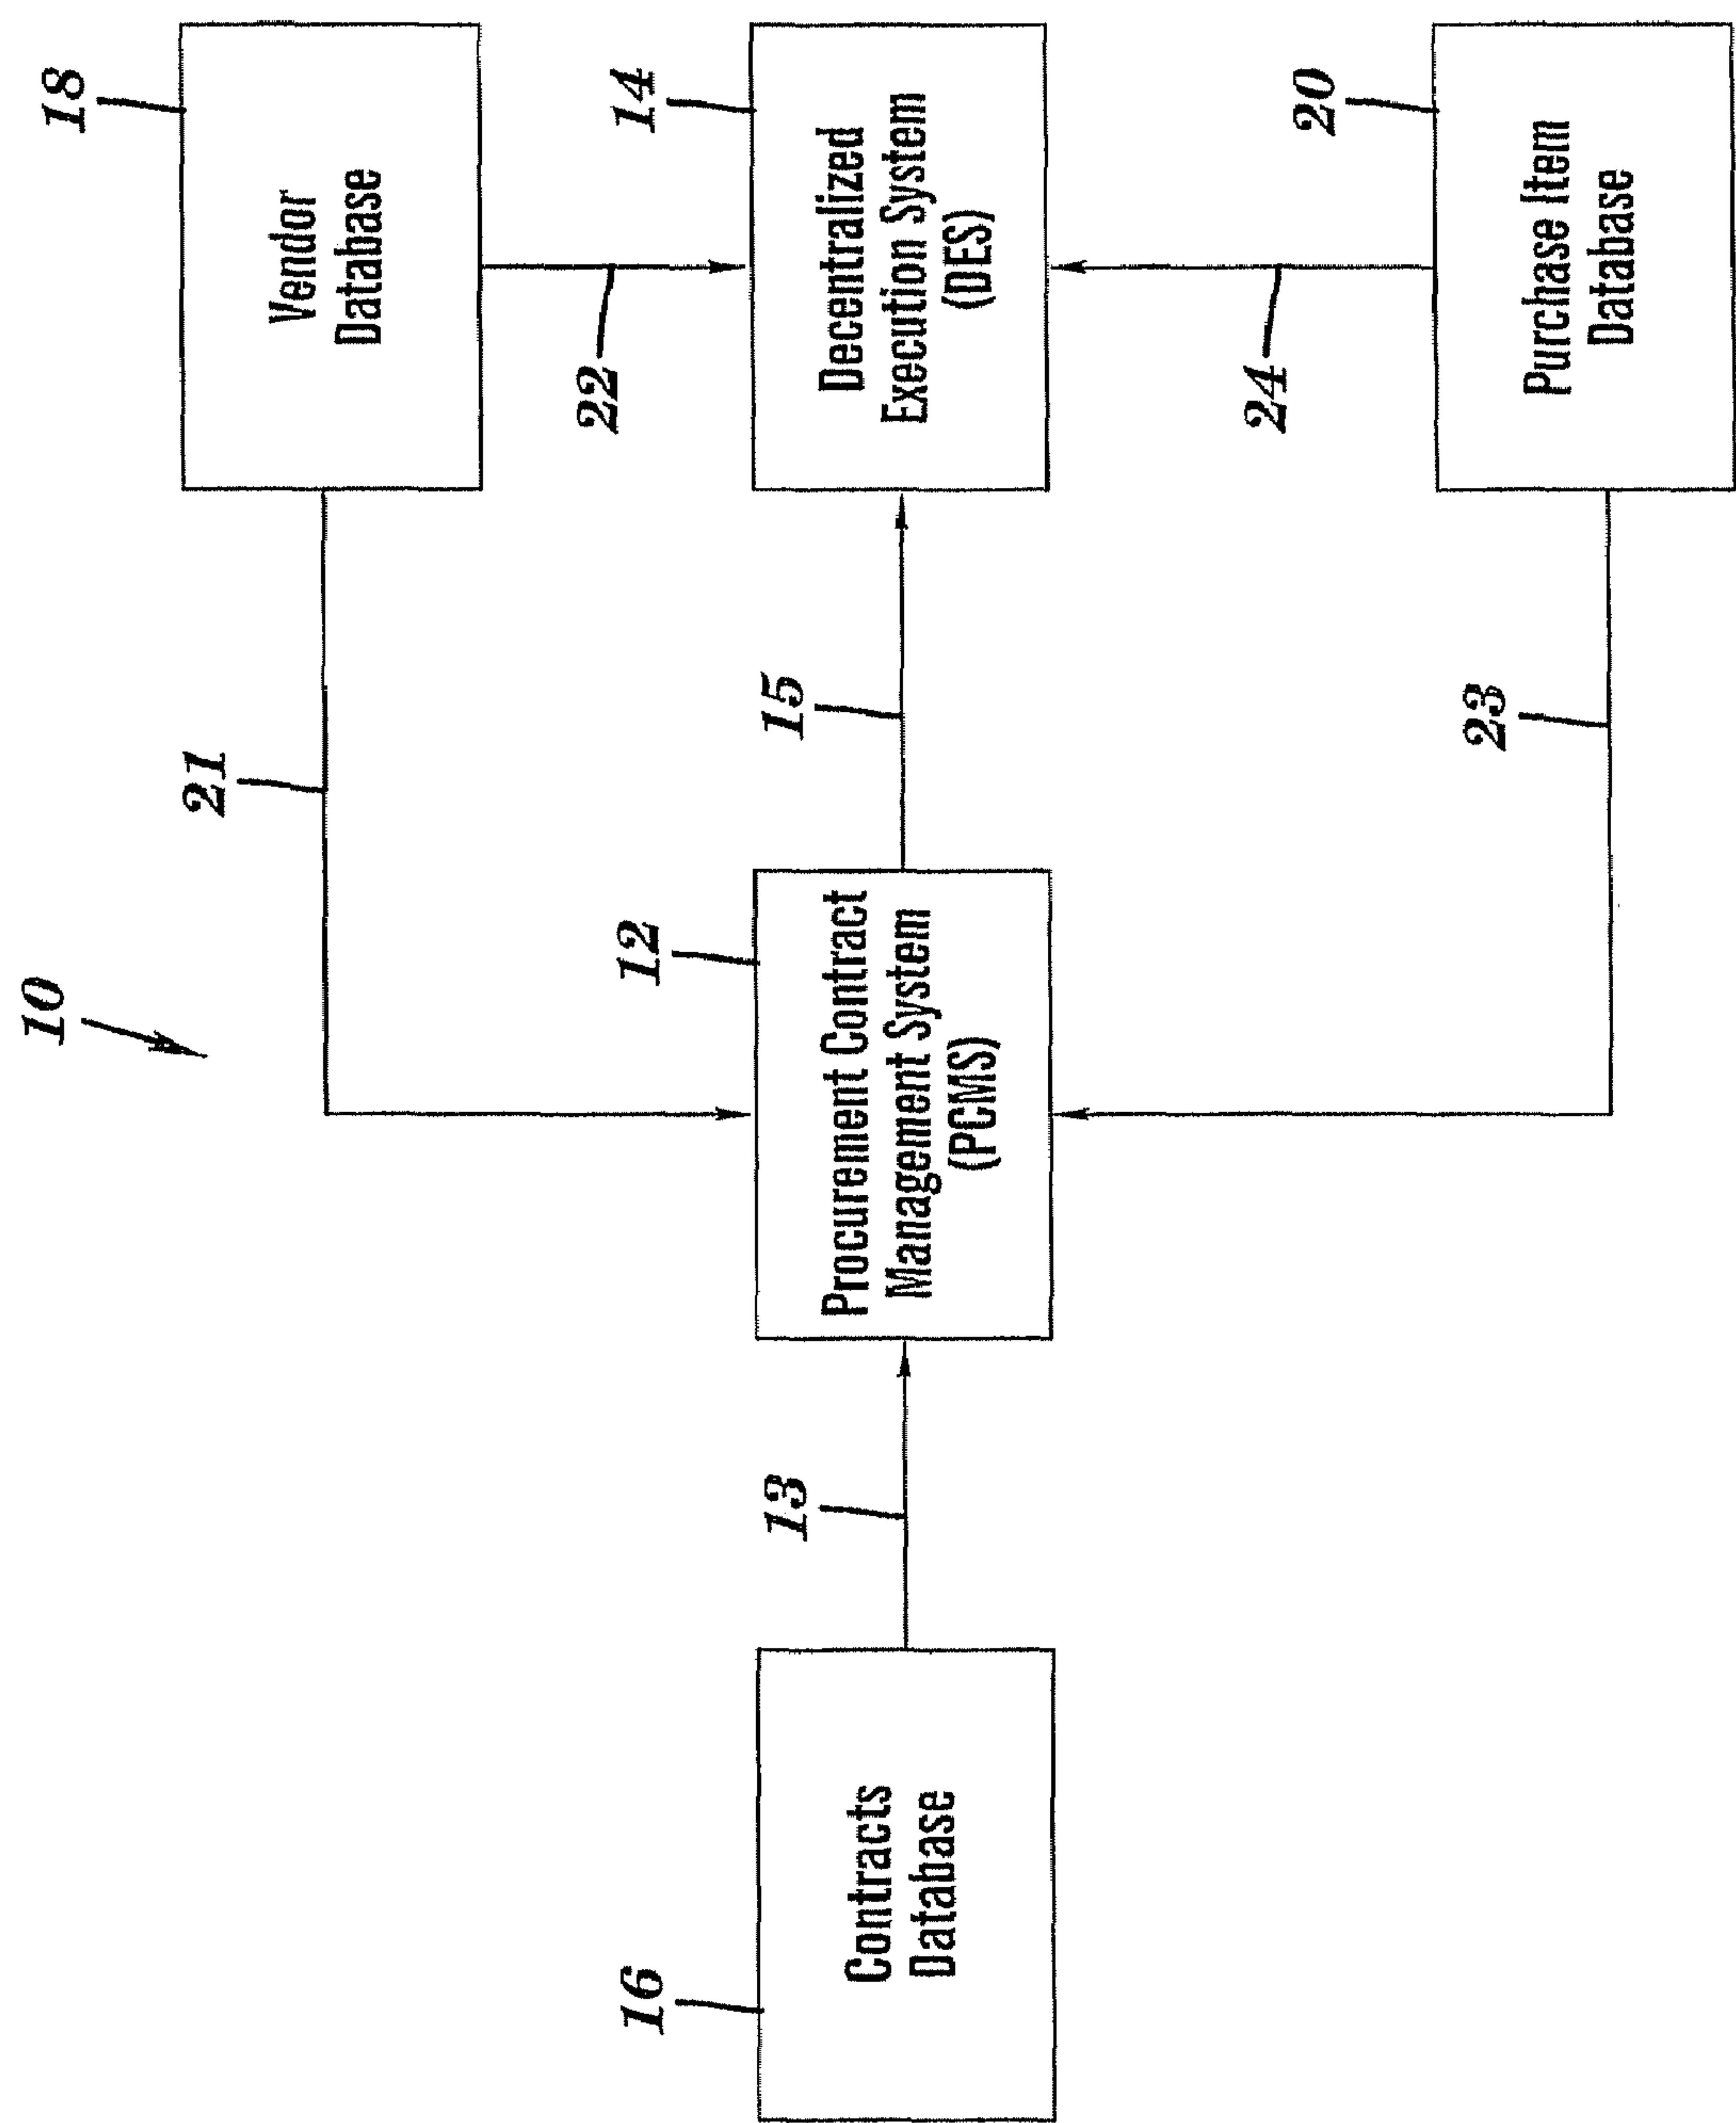 10
18
Vendor
Database
21
22
12
Procurement Contract
Management System
(PCMS)
14
Decentralized
Execution System
(DES)
15
16
Contracts
Database
13
20
Purchase Item
Database
23
24